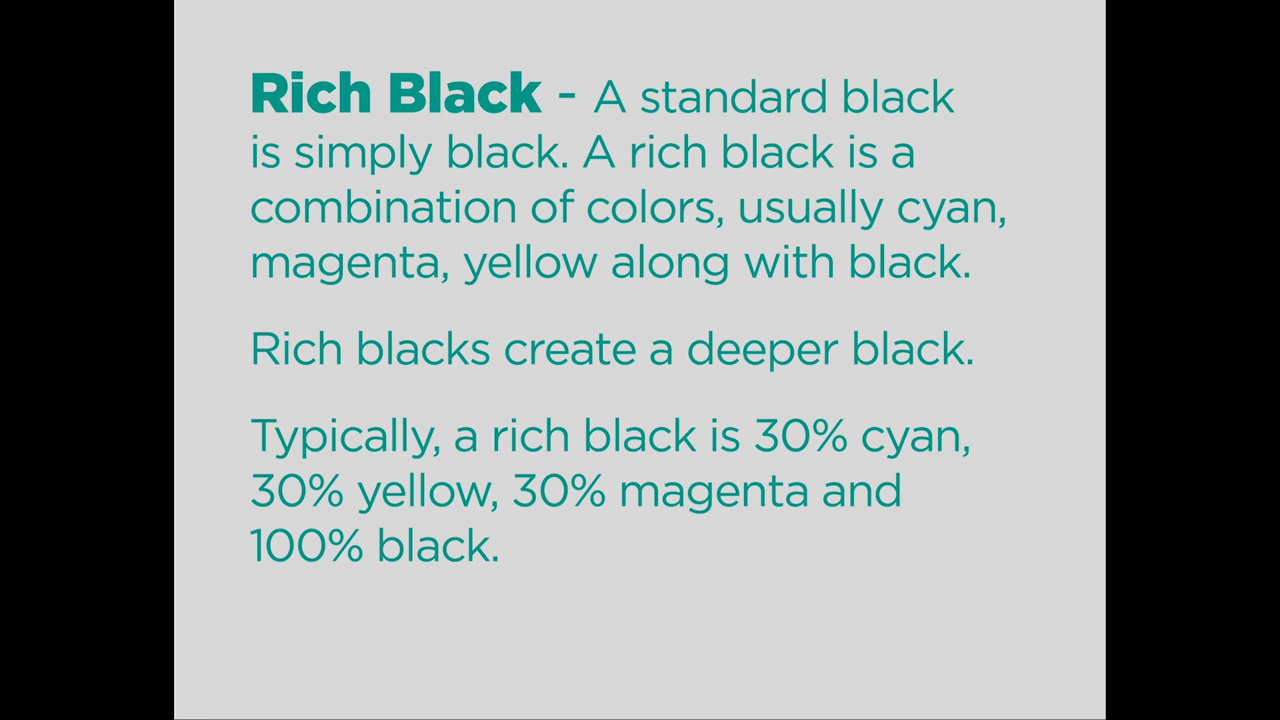 Rich Black - A standard black
is simply black. A rich black is a
combination of colors, usually cyan,
magenta, yellow along with black.
Rich blacks create a deeper black.
Typically, a rich black is 30% cyan,
30% yellow, 30% magenta and
100% black.